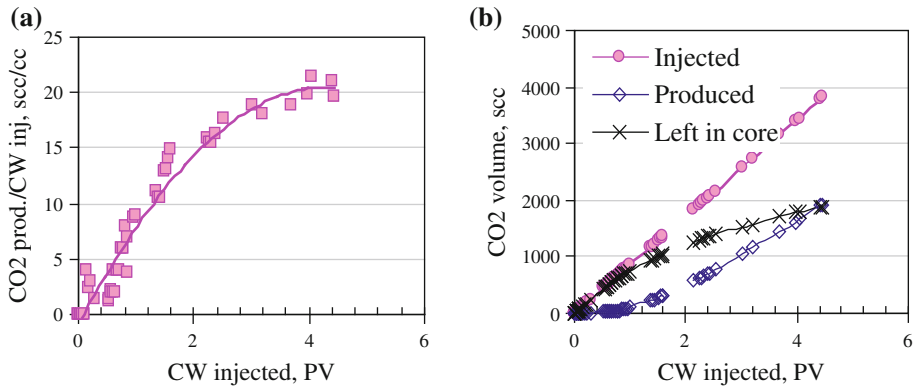 (a)
CO2 prod./CW inj, scc/cc
25
20
15
10
5
0
0 2 4 6
CW injected, PV
(b)
CO2 volume, scc
5000
4000
3000
2000
1000
0
Injected
Produced
Left in core
0 2 4 6
CW injected, PV